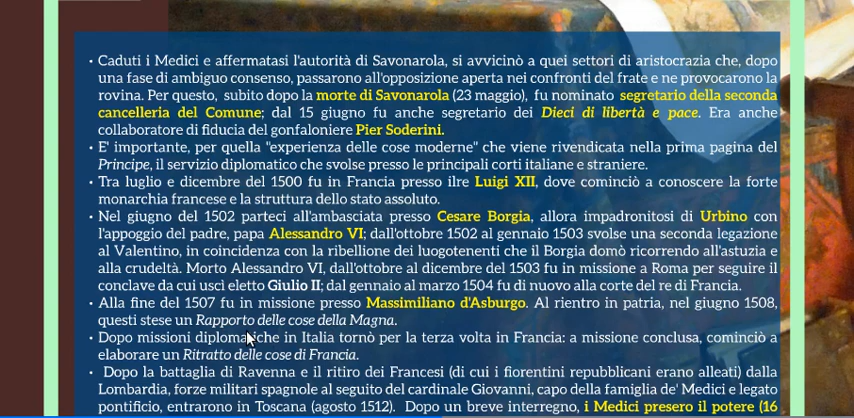 • Caduti i Medici e affermatasi l'autorità di Savonarola, si avvicinò a quei settori di aristocrazia che, dopo
una fase di ambiguo consenso, passarono all'opposizione aperta nei confronti del frate e ne provocarono la
rovina. Per questo, subito dopo la morte di Savonarola (23 maggio), fu nominato segretario della seconda
cancelleria del Comune; dal 15 giugno fu anche segretario dei Dieci di libertà e pace. Era anche
collaboratore di fiducia del gonfaloniere Pier Soderini.
• E' importante, per quella "esperienza delle cose moderne" che viene rivendicata nella prima pagina del
Principe, il servizio diplomatico che svolse presso le principali corti italiane e straniere.
• Tra luglio e dicembre del 1500 fu in Francia presso ilre Luigi XII, dove cominciò a conoscere la forte
monarchia francese e la struttura dello stato assoluto.
• Nel giugno del 1502 parteci all'ambasciata presso Cesare Borgia, allora impadronitosi di Urbino con
l'appoggio del padre, papa Alessandro VI; dall'ottobre 1502 al gennaio 1503 svolse una seconda legazione
al Valentino, in coincidenza con la ribellione dei luogotenenti che il Borgia domò ricorrendo all'astuzia e
alla crudeltà. Morto Alessandro VI, dall'ottobre al dicembre del 1503 fu in missione a Roma per seguire il
conclave da cui uscì eletto Giulio II; dal gennaio al marzo 1504 fu di nuovo alla corte del re di Francia.
• Alla fine del 1507 fu in missione presso Massimiliano d'Asburgo. Al rientro in patria, nel giugno 1508,
questi stese un Rapporto delle cose della Magna.
• Dopo missioni diplomatiche in Italia tornò per la terza volta in Francia: a missione conclusa, cominciò a
elaborare un Ritratto delle cose di Francia.
• Dopo la battaglia di Ravenna e il ritiro dei Francesi (di cui i fiorentini repubblicani erano alleati) dalla
Lombardia, forze militari spagnole al seguito del cardinale Giovanni, capo della famiglia de' Medici e legato
pontificio, entrarono in Toscana (agosto 1512). Dopo un breve interregno, i Medici presero il potere (16